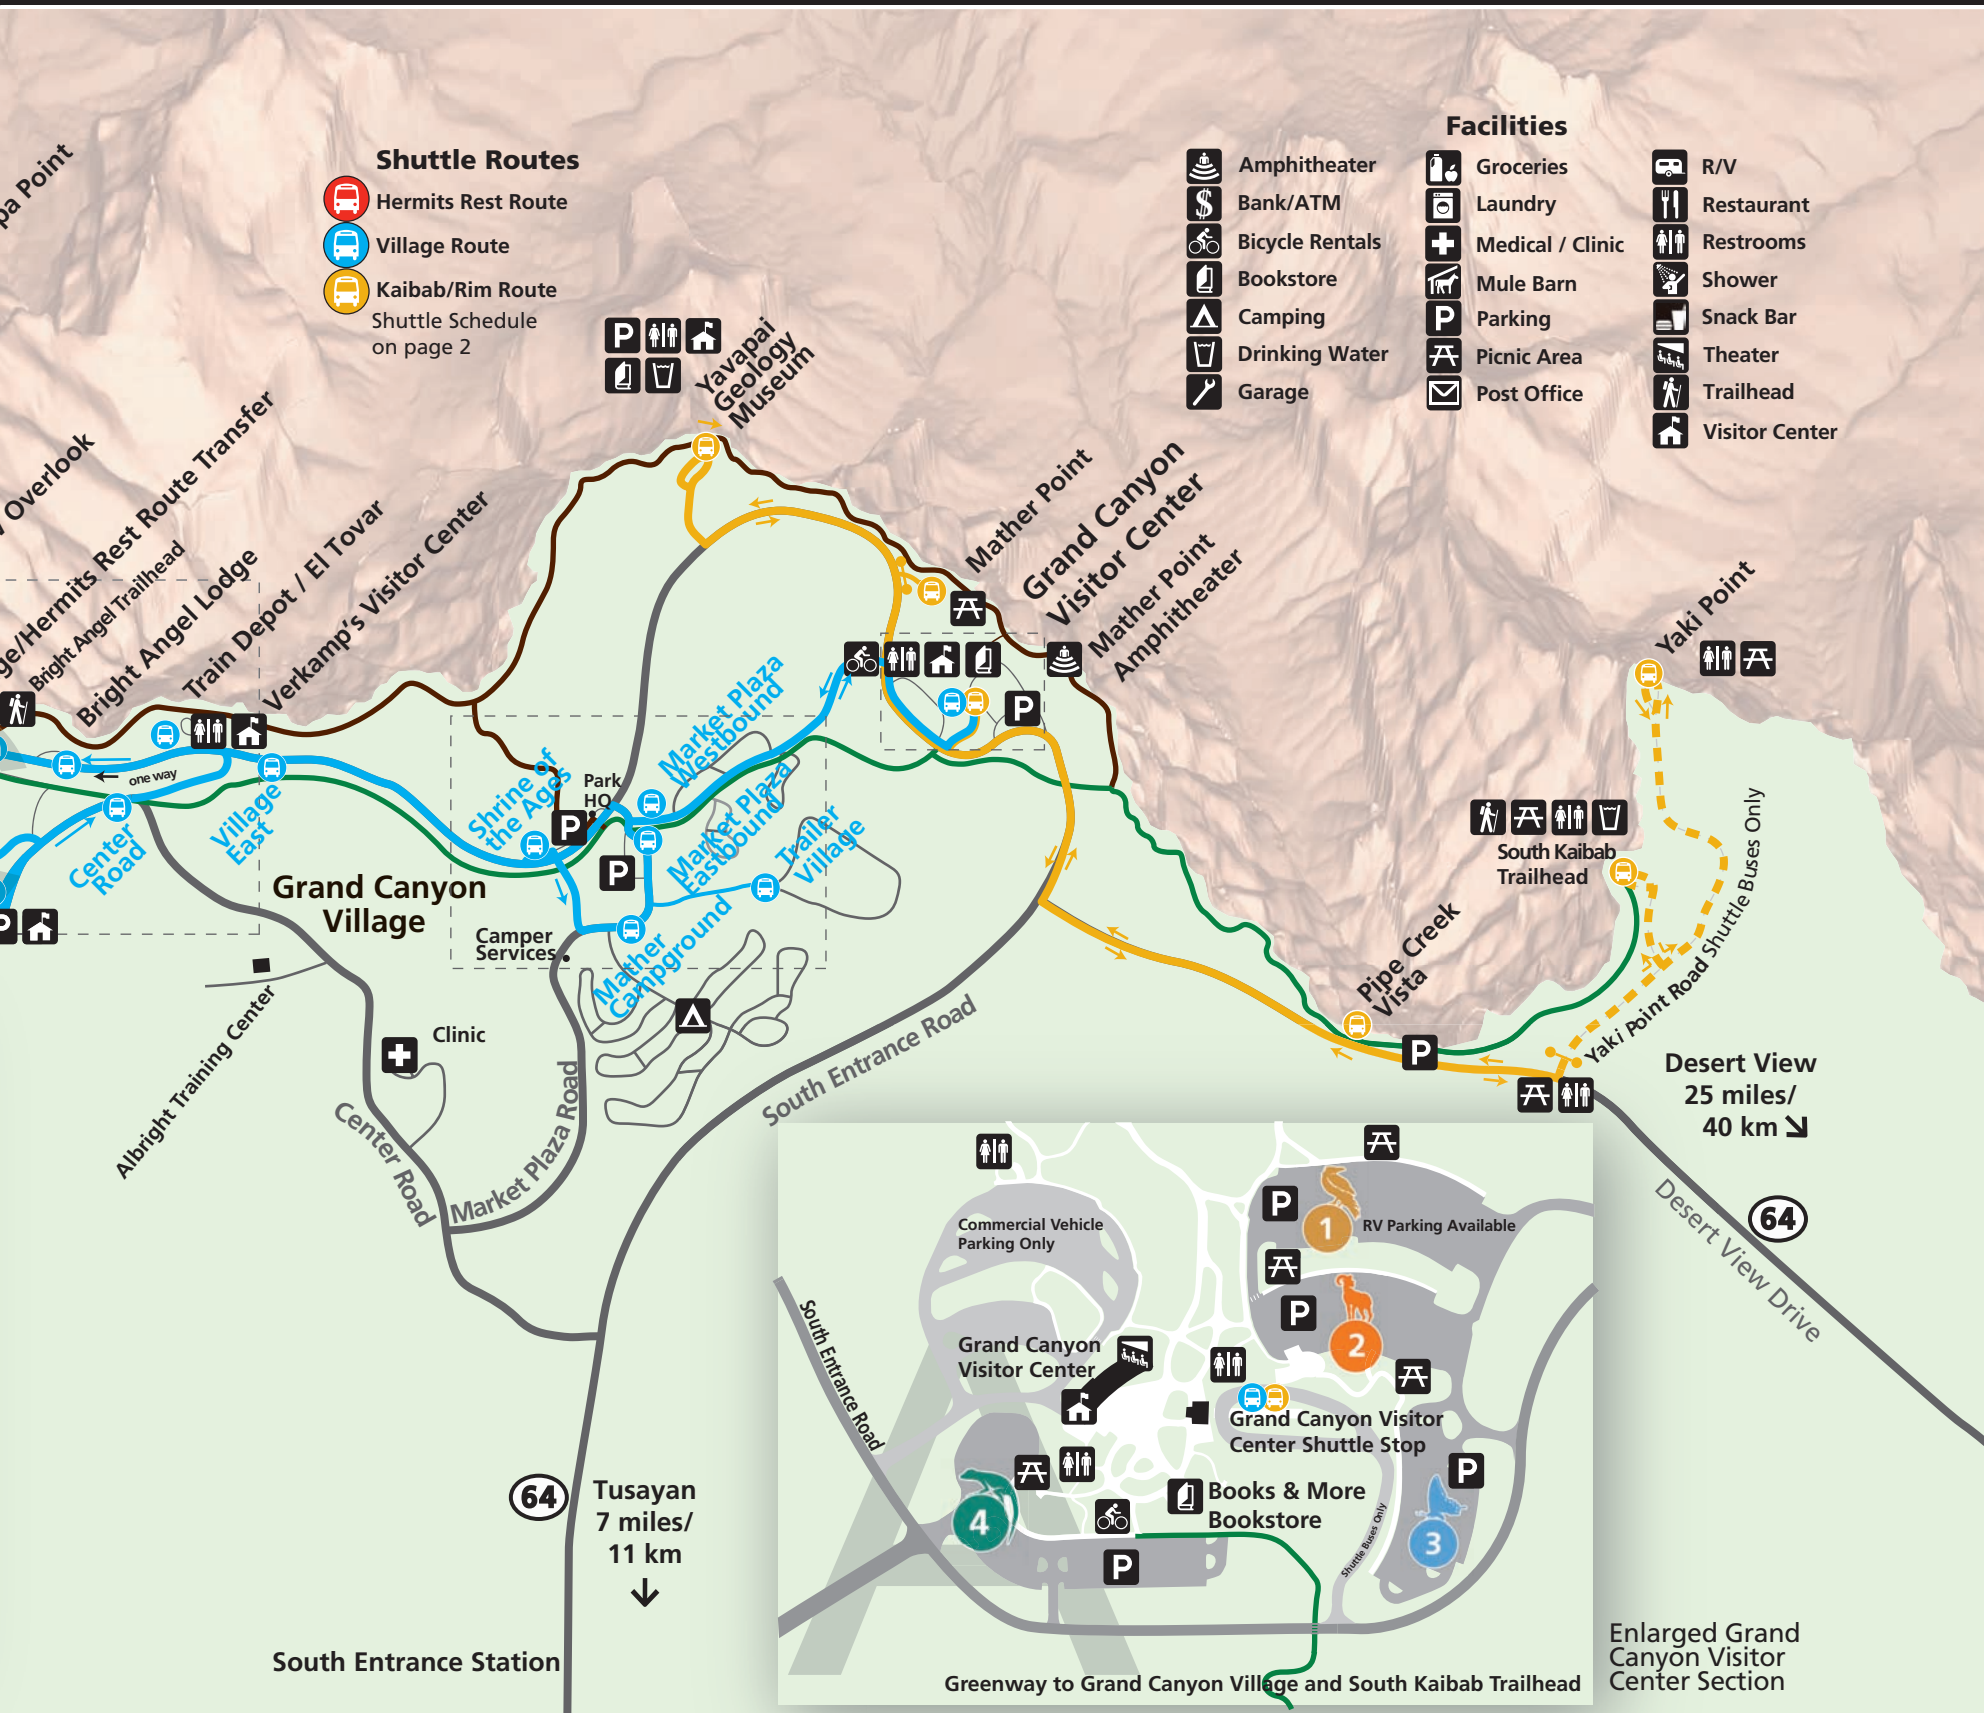 Shuttle Routes
Hermits Rest Route
Village Route
Kaibab/Rim Route
Shuttle Schedule
on page 2
Facilities
Amphitheater
Bank/ATM
Bicycle Rentals
Bookstore
Camping
Drinking Water
Garage
Groceries
Laundry
Medical / Clinic
Mule Barn
P
Parking
Picnic Area
Post Office
R/V
Restaurant
Restrooms
Shower
Snack Bar
Theater
Trailhead
Visitor Center
pa Point
Overlook
ge/Hermits Rest Route Transfer
Bright Angel Trailhead
Bright Angel Lodge
Train Depot / El Tovar
Verkamp's Visitor Center
P
Yavapai
Geology
Museum
Mather Point
Grand Canyon
Visitor Center
Mather Point
Amphitheater
P
Yaki Point
one way
Center
Road
Village
East
P
Grand Canyon
Village
Shrine of
the Ages
Park
HQ
P
P
Market Plaza
Westbound
Market Plaza
Eastbound
Trailer
Village
Camper
Services
Mather
Campground
Albright Training Center
Clinic
Center Road
Market Plaza Road
South Entrance Road
South Kaibab
Trailhead
Pipe Creek
Vista
P
Yaki Point Road Shuttle Buses Only
Desert View
25 miles/
40 km
64
Desert View Drive
64
Tusayan
7 miles/
11 km
South Entrance Station
Commercial Vehicle
Parking Only
P
1
RV Parking Available
P
2
South Entrance Road
Grand Canyon
Visitor Center
Grand Canyon Visitor
Center Shuttle Stop
P
3
4
Books & More
Bookstore
P
Shuttle Buses Only
Greenway to Grand Canyon Village and South Kaibab Trailhead
Enlarged Grand
Canyon Visitor
Center Section